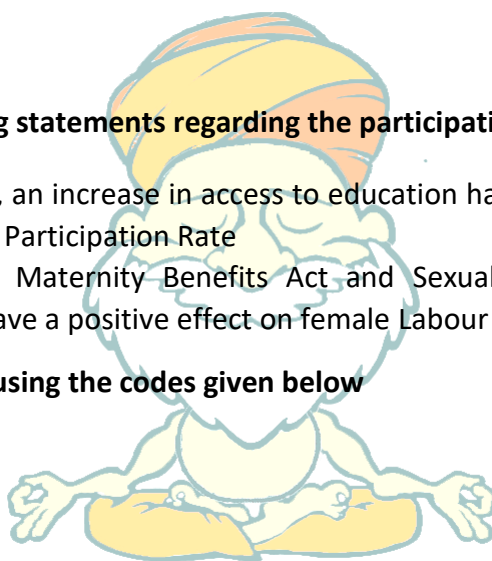 g statements regarding the participati
, an increase in access to education ha
Participation Rate
Maternity Benefits Act and Sexual
ave a positive effect on female Labour
using the codes given below